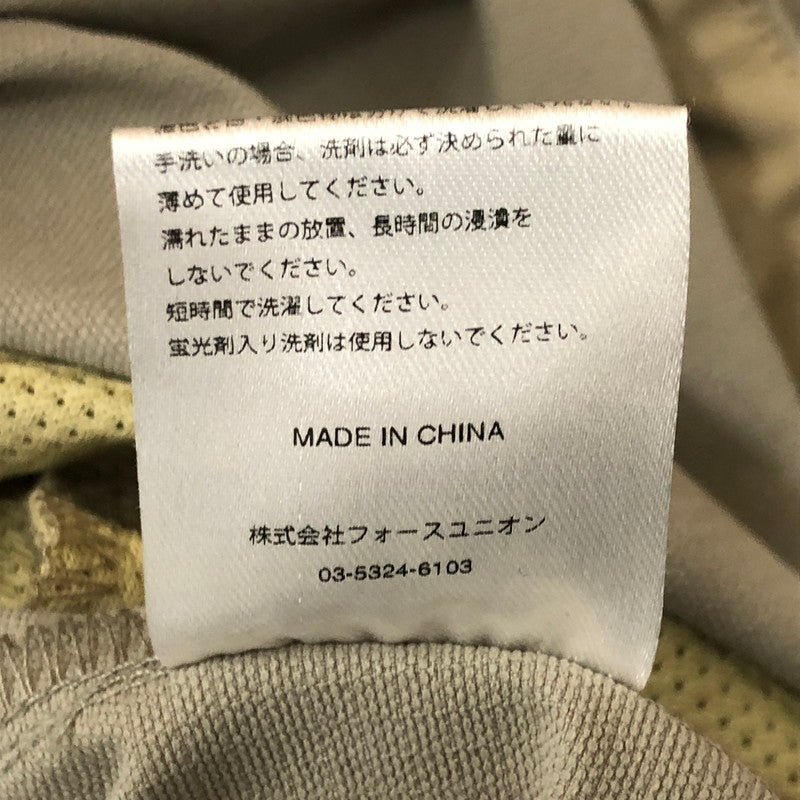 手洗いの場合、洗剤は必ず決められた量に
薄めて使用してください。
濡れたままの放置、長時間の浸漬を
しないでください。
短時間で洗濯してください。
蛍光剤入り洗剤は使用しないでください。
MADE IN CHINA
株式会社フォースユニオン
03-5324-6103